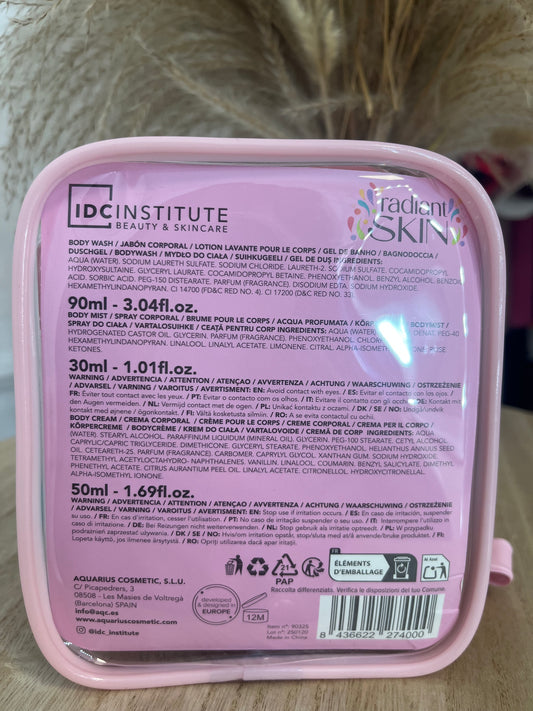 IDCINSTITUTE
BEAUTY & SKINCARE
radiant
SKIN
BODY WASH / JABÓN CORPORAL / LOTION LAVANTE POUR LE CORPS / GEL DE BANHO / BAGNODOCCIA /
DUSCHGEL / BODYWASH / MYDŁO DO CIAŁA / SUIHKUGEELI / GEL DE DUȘ INGREDIENTS:
AQUA (WATER), SODIUM LAURETH SULFATE, SODIUM CHLORIDE, LAURETH-2, SODIUM
HYDROXYSULTAINE, GLYCERYL LAURATE, COCAMIDOPROPYL BETAINE, PHENOXYETHANOL, BENZYL ALCOHOL, BENZOIC
ACID, SORBIC ACID, PEG-150 DISTEARATE, PARFUM (FRAGRANCE), DISODIUM EDTA, SODIUM HYDROXIDE,
HEXAMETHYLINDANOPYRAN, CI 14700 (FD&C RED NO. 4), CI 17200 (D&C RED NO. 33).
90ml - 3.04fl.oz.
BODY MIST / SPRAY CORPORAL / BRUME POUR LE CORPS / ACQUA PROFUMATA / BODYMIST /
SPRAY DO CIAŁA / VARTALOSUIHKE / CEAȚĂ PENTRU CORP INGREDIENTS: AQUA (WATER), DENAT, PEG-40
HYDROGENATED CASTOR OIL, GLYCERIN, PARFUM (FRAGRANCE), PHENOXYETHANOL,
HEXAMETHYLINDANOPYRAN, LINALOOL, LINALYL ACETATE, LIMONENE, CITRAL, ROSE
KETONES.
30ml - 1.01fl.oz.
WARNING / ADVERTENCIA / ATTENTION / ATENÇAO / AVVERTENZA / ACHTUNG / WAARSCHUWING / OSTRZEŻENIE
/ ADVARSEL / VARNING / VAROITUS / AVERTISMENT: EN: Avoid contact with eyes. / ES: Evitar el contacto con los ojos. /
FR: Éviter tout contact avec les yeux. / PT: Evitar o contacto com os olhos. / IT: Evitare il contatto con gli occhi. Kontakt mit
den Augen vermeiden. / NL: Vermijd contact met de ogen. / PL: Unikać kontaktu z oczami. / DK / SE / NO: Undgå/undvik
kontakt med øjnene / ögonkontakt. / FI: Vältä kosketusta silmiin. / RO: A se evita contactul cu ochii.
BODY CREAM / CREMA CORPORAL / CRÈME POUR LE CORPS / CREME CORPORAL / CREMA PER IL CORPO /
KÖRPERCREME / BODYCRÈME / KREM DO CIAŁA / VARTALOVOIDE / CREMĂ DE CORP INGREDIENTS: AQUA
(WATER), STEARYL ALCOHOL, PARAFFINUM LIQUIDUM (MINERAL OIL), GLYCERIN, PEG-100 STEARATE, CETYL ALCOHOL,
CAPRYLIC/CAPRIC TRIGLYCERIDE, DIMETHICONE, GLYCERYL STEARATE, PHENOXYETHANOL, HELIANTHUS ANNUUS SEED
OIL, CETEARETH-25, PARFUM (FRAGRANCE), CARBOMER, CAPRYLYL GLYCOL, XANTHAN GUM, SODIUM HYDROXIDE,
TETRAMETHYL ACETYLOCTAHYDRO- NAPHTHALENES, VANILLIN, LINALOOL, COUMARIN, BENZYL SALICYLATE, DIMETHYL
PHENETHYL ACETATE, CITRUS AURANTIUM PEEL OIL, LINALYL ACETATE, CITRONELLOL, HYDROXYCITRONELLAL,
ALPHA-ISOMETHYL IONONE.
50ml - 1.69fl.oz.
WARNING / ADVERTENCIA / ATTENTION / ATENÇAO / AVVERTENZA / ACHTUNG / WAARSCHUWING / OSTRZEŻENIE
/ ADVARSEL / VARNING / VAROITUS / AVERTISMENT: EN: Stop use if irritation occurs. / ES: En caso de irritación, suspender
su uso. / FR: En cas d'irritation, cesser l'utilisation. / PT: No caso de irritação suspender o seu uso. / IT: Interrompere l'utilizzo in
caso di irritazione. / DE: Bei Reizungen nicht weiterverwenden. / NL: Stop gebruik als irritatie optreedt. / PL: W przypadku
podrażnień zaprzestać używania. / DK / SE / NO: Hvis/om irritation opstår, stop/sluta med at/å anvende/bruke produktet. / FI:
Lopeta käyttö, jos ilmenee ärsytystä. / RO: Opriți utilizarea dacă apar iritații.
AQUARIUS COSMETIC, S.L.U.
C/ Picapedrers, 3
08508 - Les Masies de Voltregà
(Barcelona) SPAIN
info@aqc.es
www.aquariuscosmetic.com
@idc_institute
developed
& designed in
EUROPE
12M
PAP
FR
ÉLÉMENTS
D'EMBALLAGE
Raccolta differenziata. Verifica le disposizioni del tuo Comune.
Item nº: 90325
Lot nº: 250120
Made in China
8 436622 274000